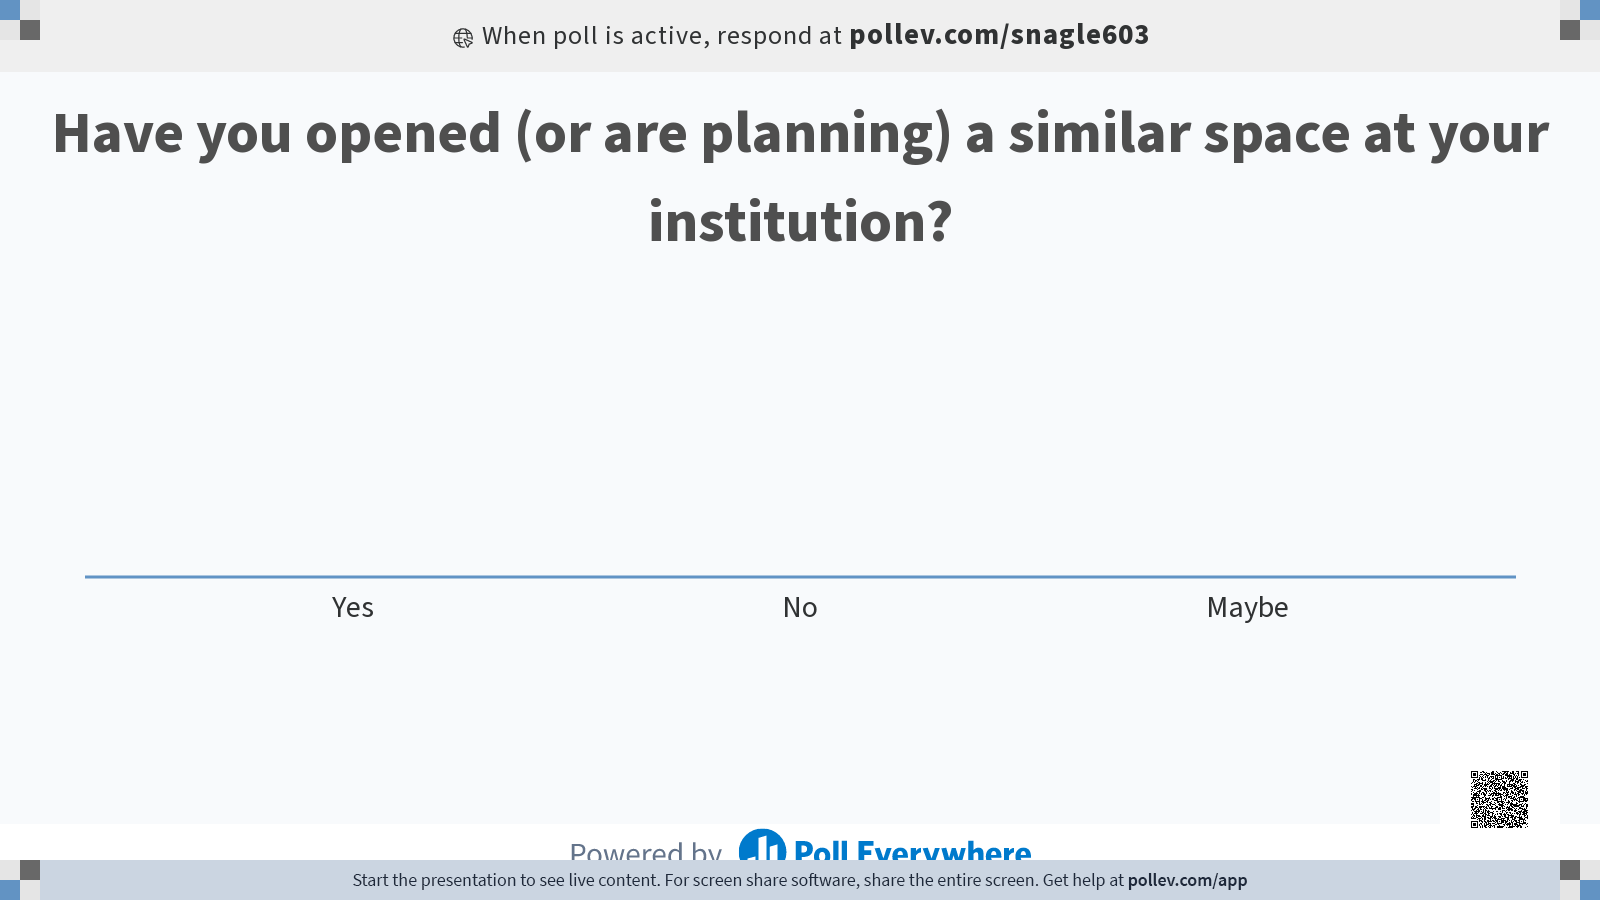 When poll is active, respond at pollev.com/snagle603
Have you opened (or are planning) a similar space at your
institution?
Yes
No
Maybe
Powered by Poll Everywhere
Start the presentation to see live content. For screen share software, share the entire screen. Get help at pollev.com/app